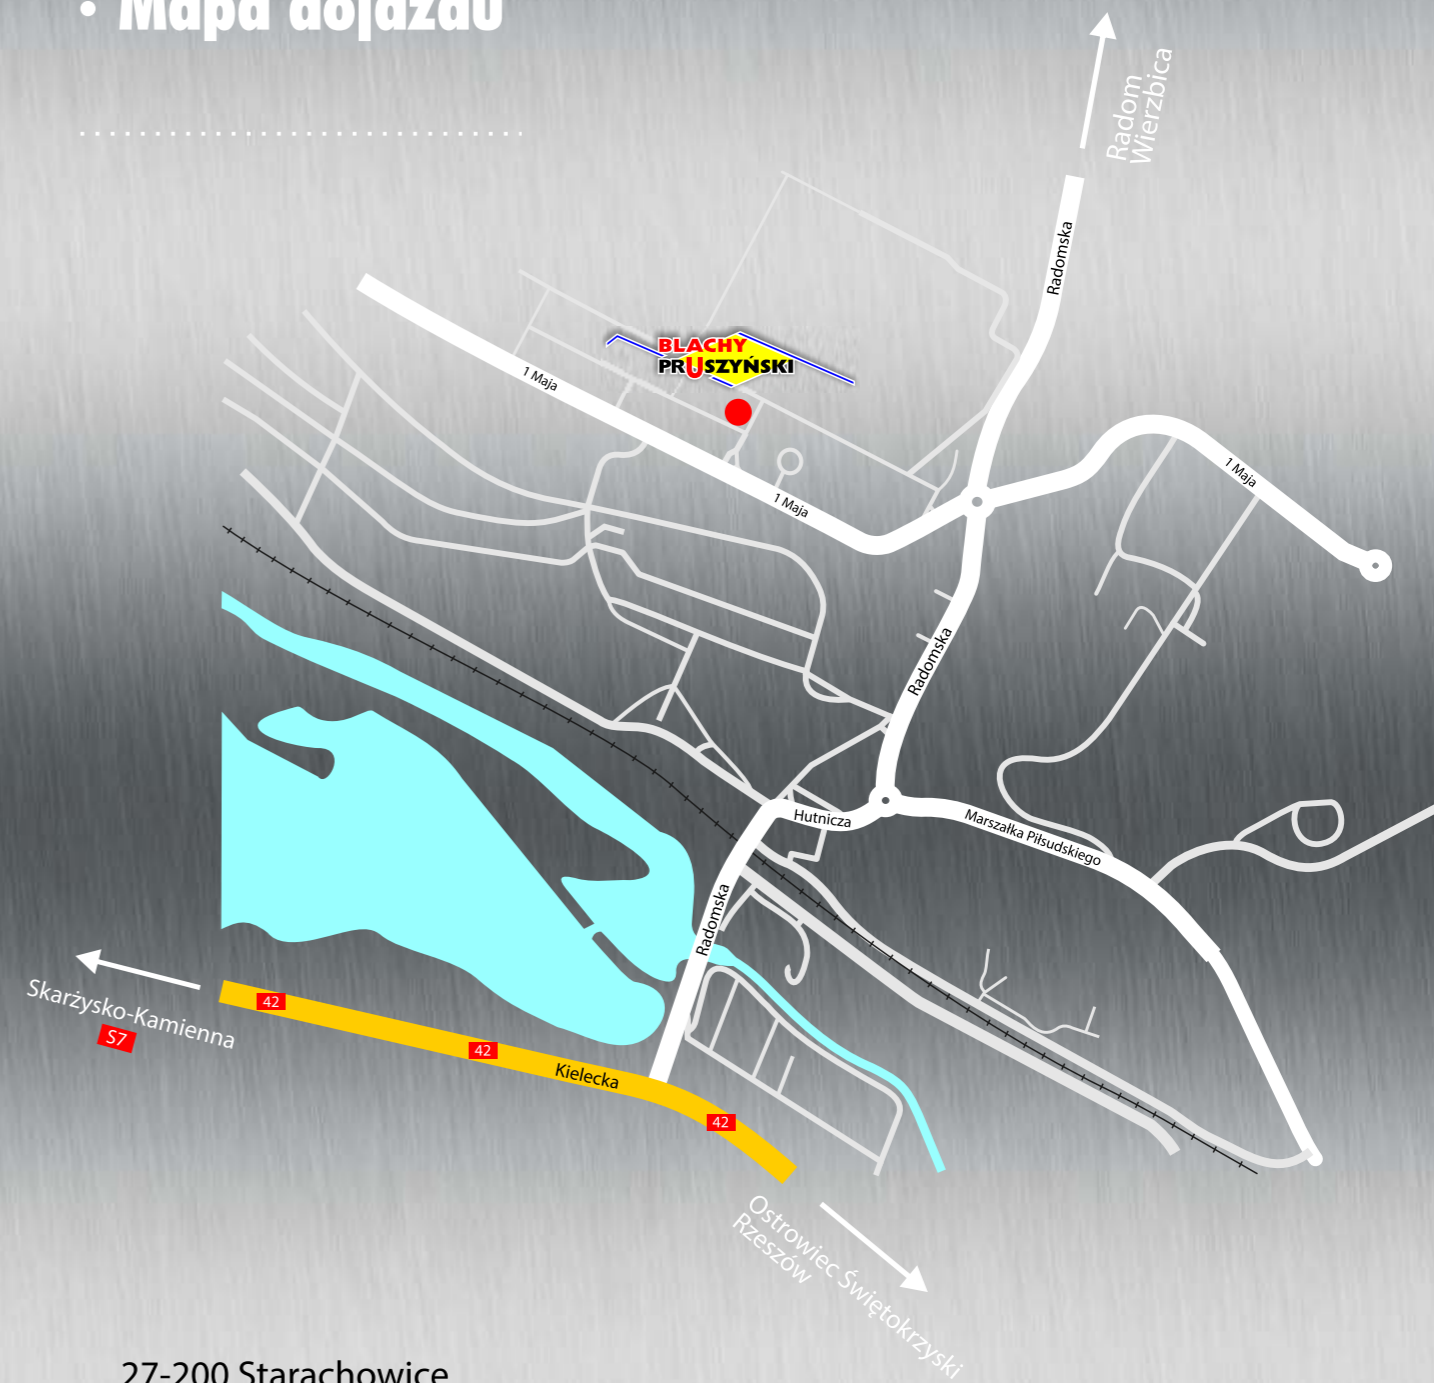 • Mapa dojazdu
Radom
Wierzbica
Radomska
BLACHY
PRUSZYŃSKI
1 Maja
1 Maja
1 Maja
Radomska
Hutnicza
Marszałka Piłsudskiego
Radomska
Skarżysko-Kamienna
S7
42
42
Kielecka
42
Ostrowiec Świętokrzyski
Rzeszów
27-200 Starachowice